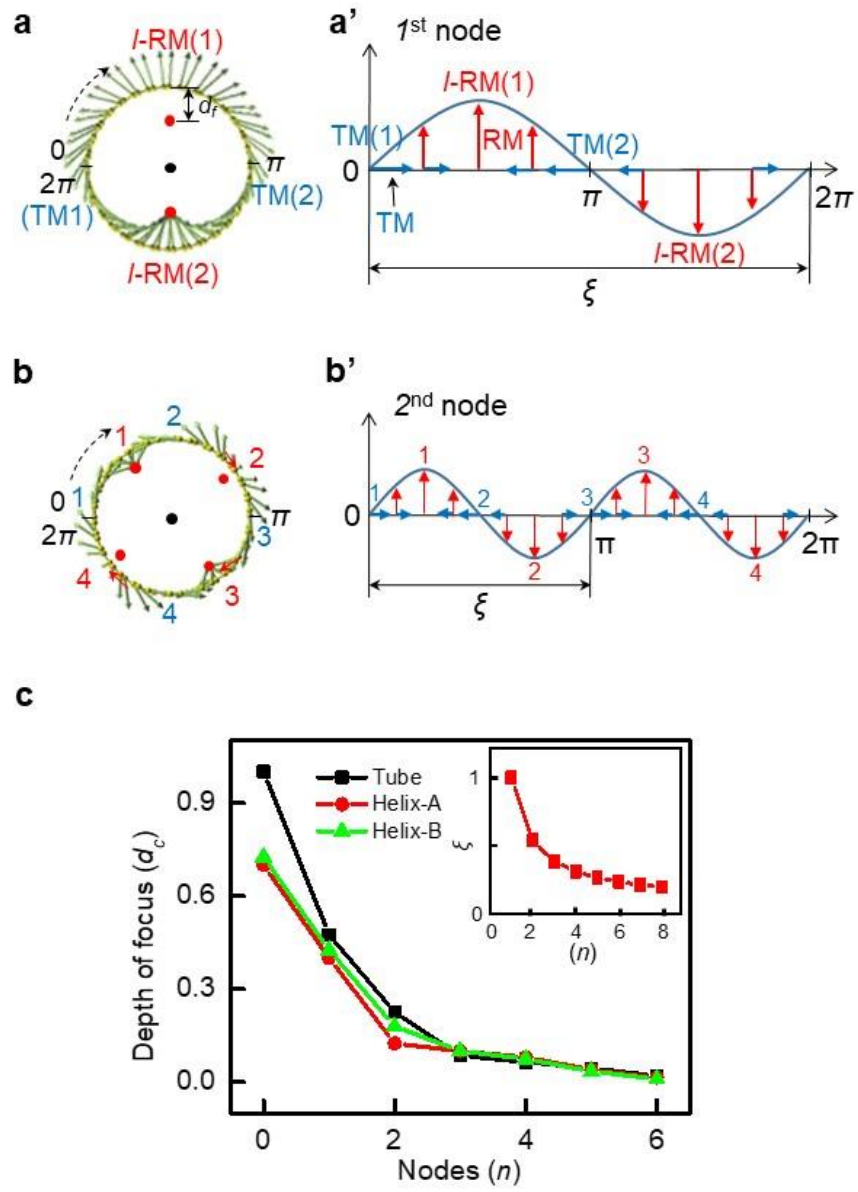 a
l-RM(1)
d_f
0
2π
(TM1)
π
TM(2)
l-RM(2)
a’
1st node
l-RM(1)
TM(1)
RM
TM(2)
0
TM
π
2π
l-RM(2)
ξ
b
2
1
2
1
0
2π
π
3
4
3
4
b’
2nd node
1
3
1
2
3
4
0
π
2π
2
4
ξ
c
Depth of focus (d_c)
0.9
0.6
0.3
0.0
Tube
Helix-A
Helix-B
ξ
1
0
0
2
4
6
8
(n)
0
2
4
6
Nodes (n)